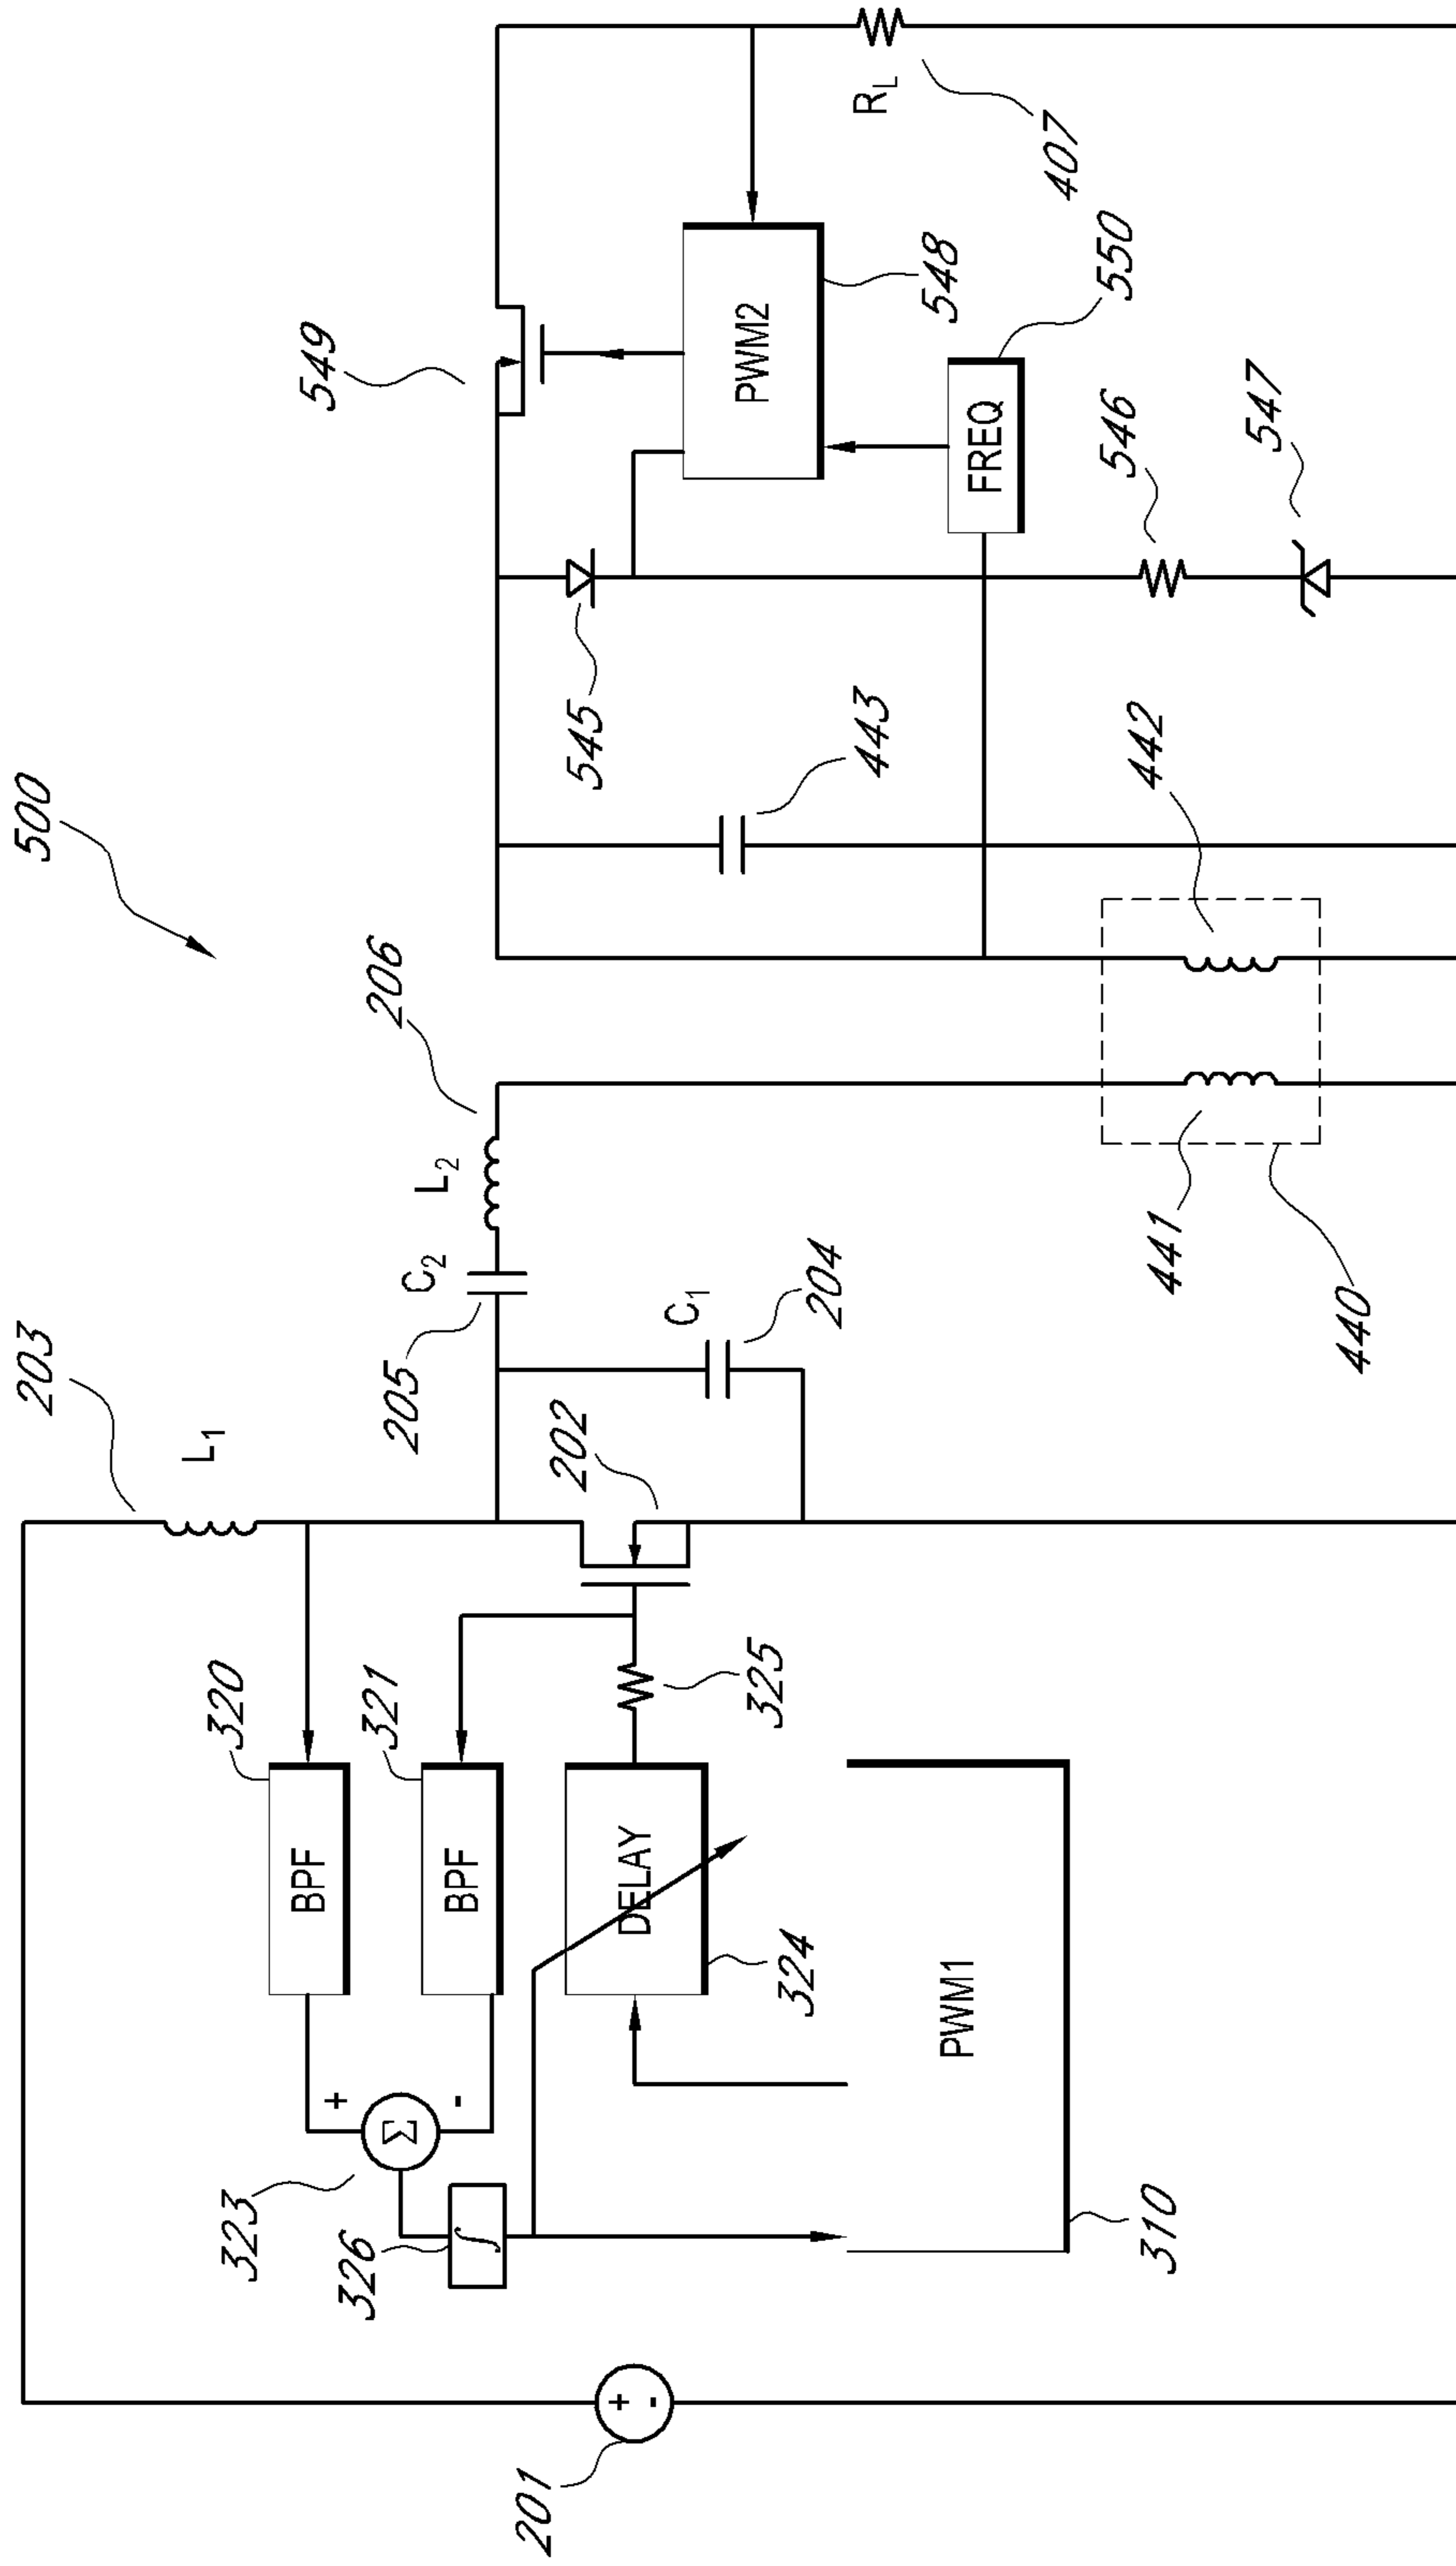 500
203
L1
320
BPF
321
BPF
+
-
Σ
323
326
∫
DELAY
324
325
PWM1
310
201
+
-
202
205
C2
L2
206
C1
204
441
440
442
443
545
549
PWM2
548
FREQ
550
546
547
RL
407